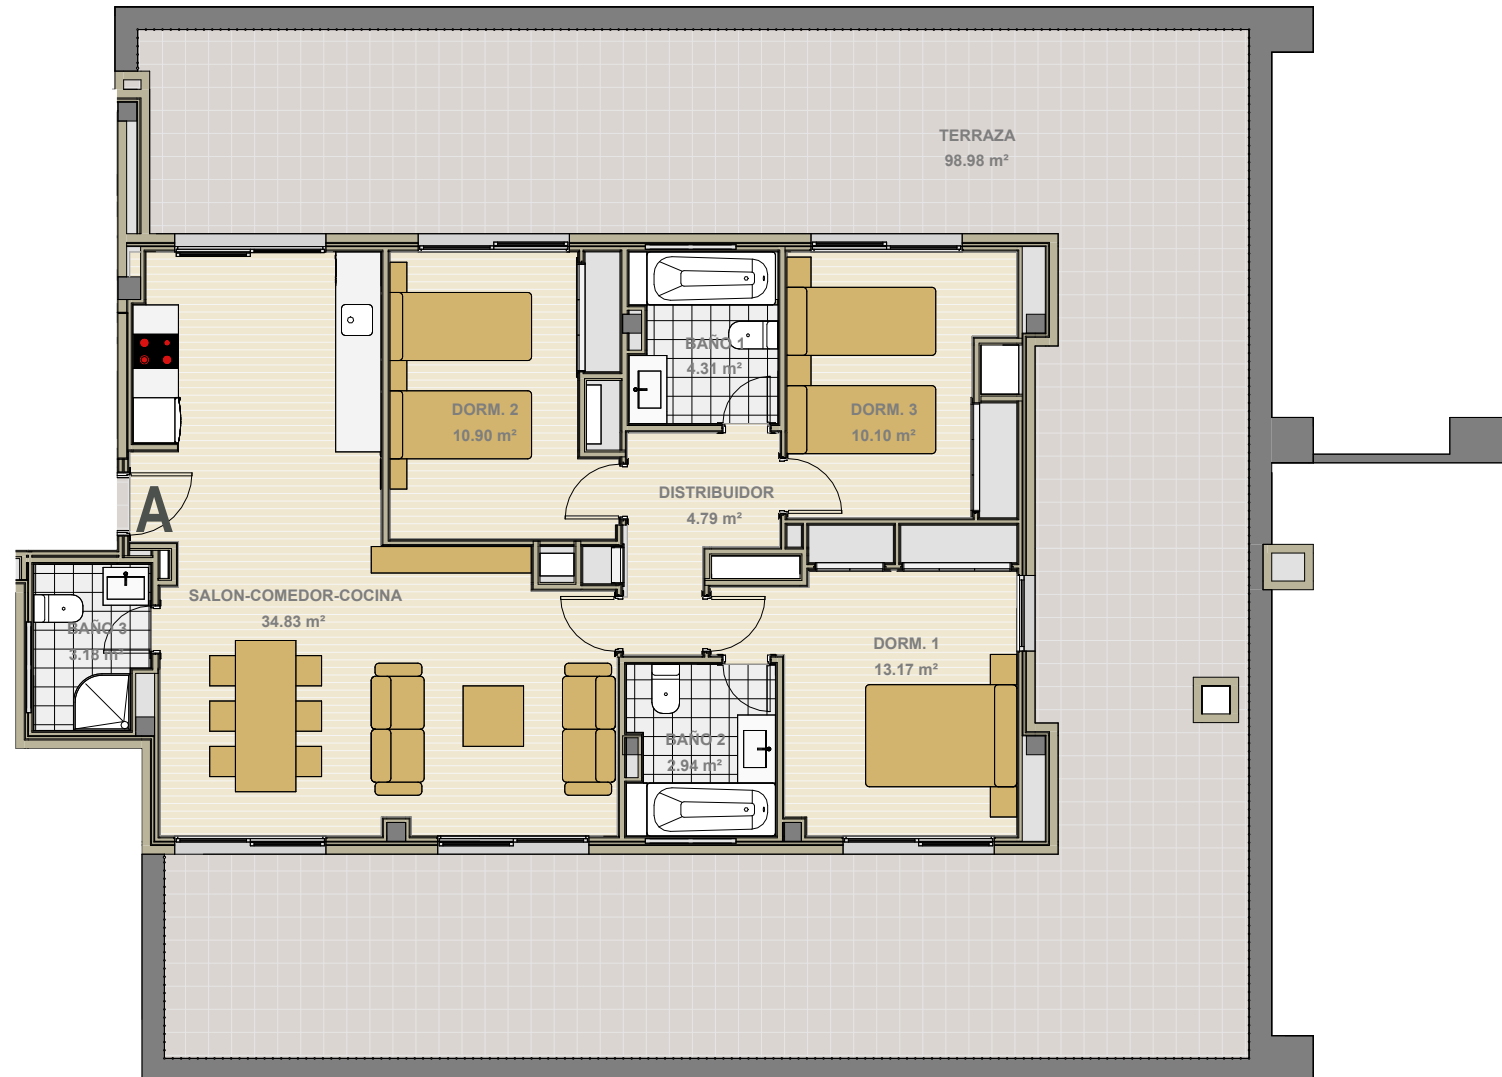 TERRAZA
98.98 m²
BAÑO 1
4.31 m²
DORM. 2
10.90 m²
DORM. 3
10.10 m²
DISTRIBUIDOR
4.79 m²
A
SALON-COMEDOR-COCINA
34.83 m²
BAÑO 3
3.18 m²
DORM. 1
13.17 m²
BAÑO 2
2.94 m²